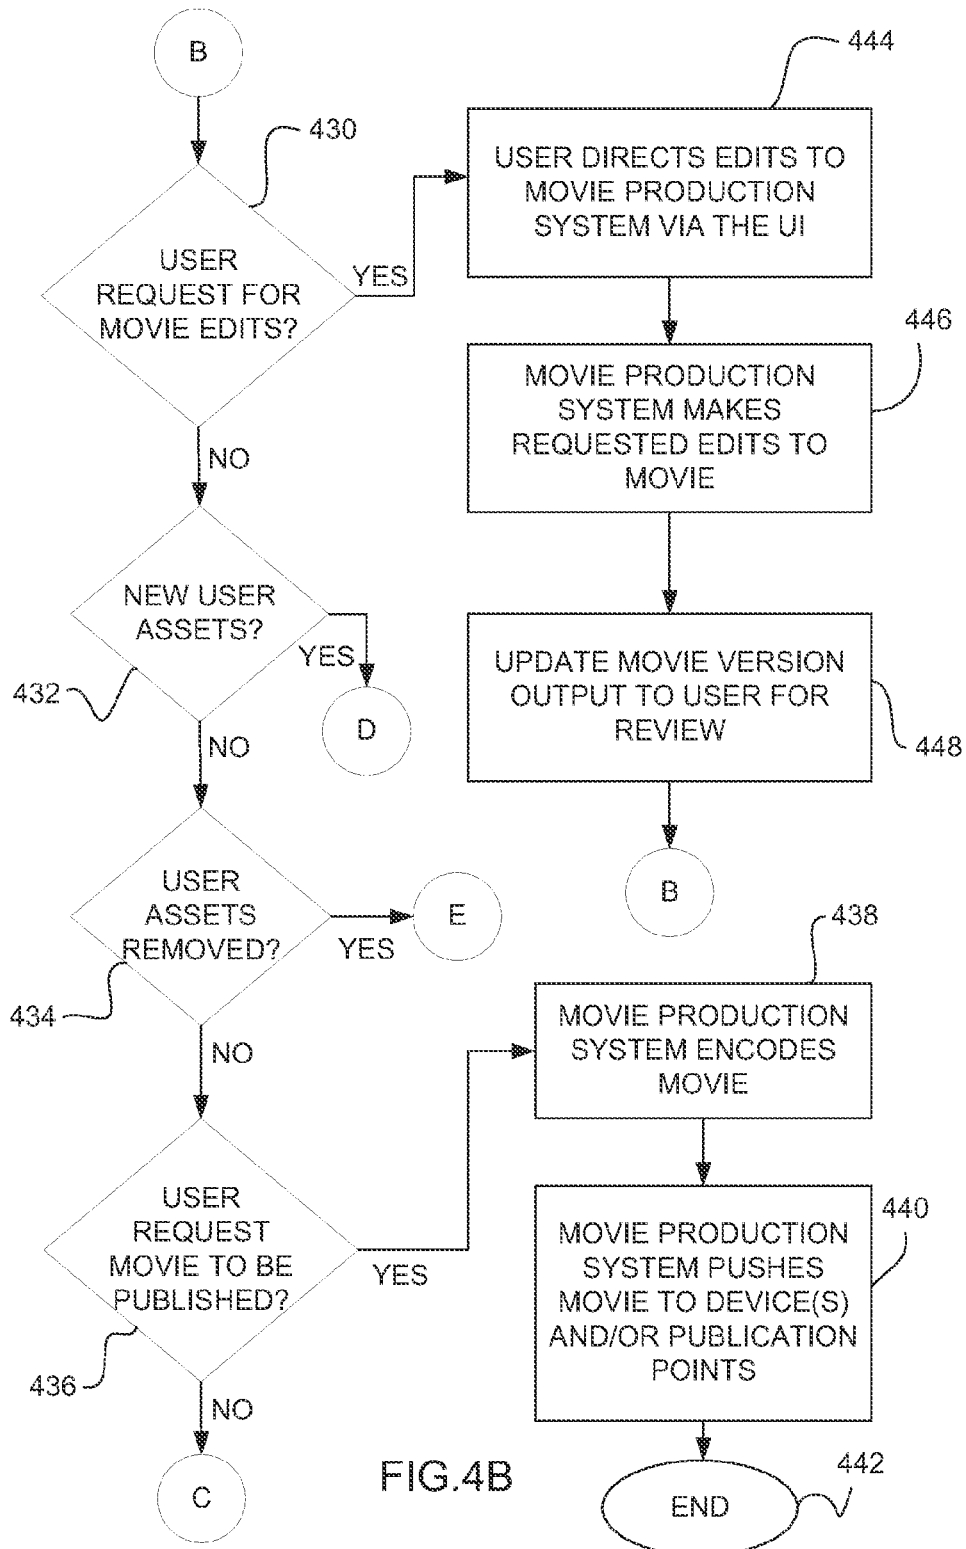 B
430
USER
REQUEST FOR
MOVIE EDITS?
YES
NO
444
USER DIRECTS EDITS TO
MOVIE PRODUCTION
SYSTEM VIA THE UI
446
MOVIE PRODUCTION
SYSTEM MAKES
REQUESTED EDITS TO
MOVIE
UPDATE MOVIE VERSION
OUTPUT TO USER FOR
REVIEW
448
B
NEW USER
ASSETS?
432
YES
D
NO
USER
ASSETS
REMOVED?
434
YES
E
NO
USER
REQUEST
MOVIE TO BE
PUBLISHED?
436
YES
NO
C
438
MOVIE PRODUCTION
SYSTEM ENCODES
MOVIE
440
MOVIE PRODUCTION
SYSTEM PUSHES
MOVIE TO DEVICE(S)
AND/OR PUBLICATION
POINTS
END
442
FIG.4B